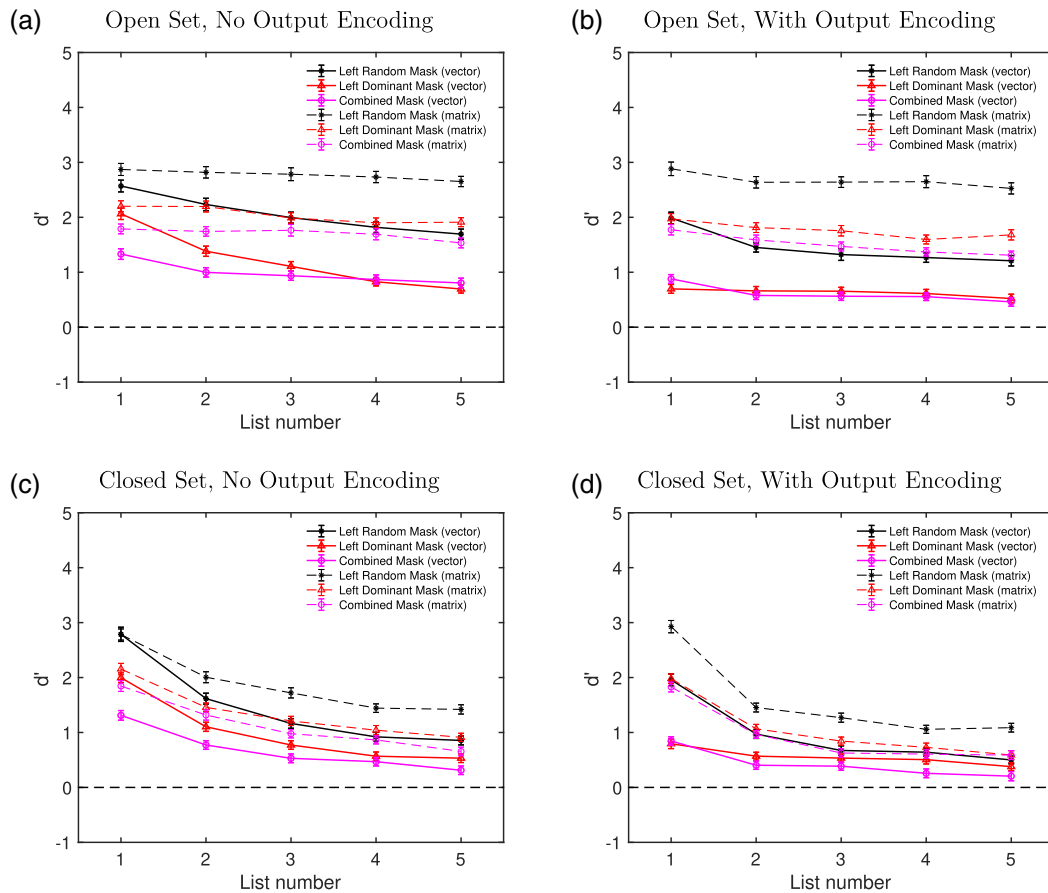 (a)
Open Set, No Output Encoding
5
4
3
2
1
0
-1
d'
Left Random Mask (vector)
Left Dominant Mask (vector)
Combined Mask (vector)
Left Random Mask (matrix)
Left Dominant Mask (matrix)
Combined Mask (matrix)
1 2 3 4 5
List number
(b)
Open Set, With Output Encoding
5
4
3
2
1
0
-1
d'
Left Random Mask (vector)
Left Dominant Mask (vector)
Combined Mask (vector)
Left Random Mask (matrix)
Left Dominant Mask (matrix)
Combined Mask (matrix)
1 2 3 4 5
List number
(c)
Closed Set, No Output Encoding
5
4
3
2
1
0
-1
d'
Left Random Mask (vector)
Left Dominant Mask (vector)
Combined Mask (vector)
Left Random Mask (matrix)
Left Dominant Mask (matrix)
Combined Mask (matrix)
1 2 3 4 5
List number
(d)
Closed Set, With Output Encoding
5
4
3
2
1
0
-1
d'
Left Random Mask (vector)
Left Dominant Mask (vector)
Combined Mask (vector)
Left Random Mask (matrix)
Left Dominant Mask (matrix)
Combined Mask (matrix)
1 2 3 4 5
List number